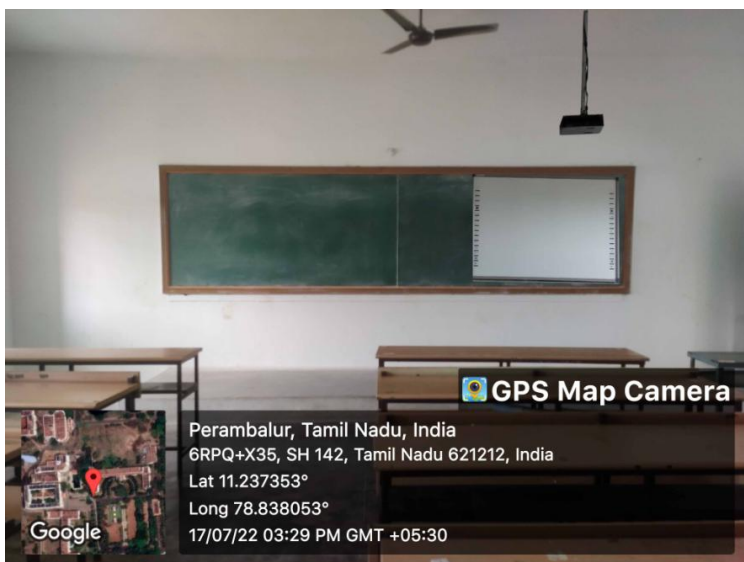 GPS Map Camera
Perambalur, Tamil Nadu, India
6RPQ+X35, SH 142, Tamil Nadu 621212, India
Lat 11.237353°
Long 78.838053°
17/07/22 03:29 PM GMT +05:30
Google